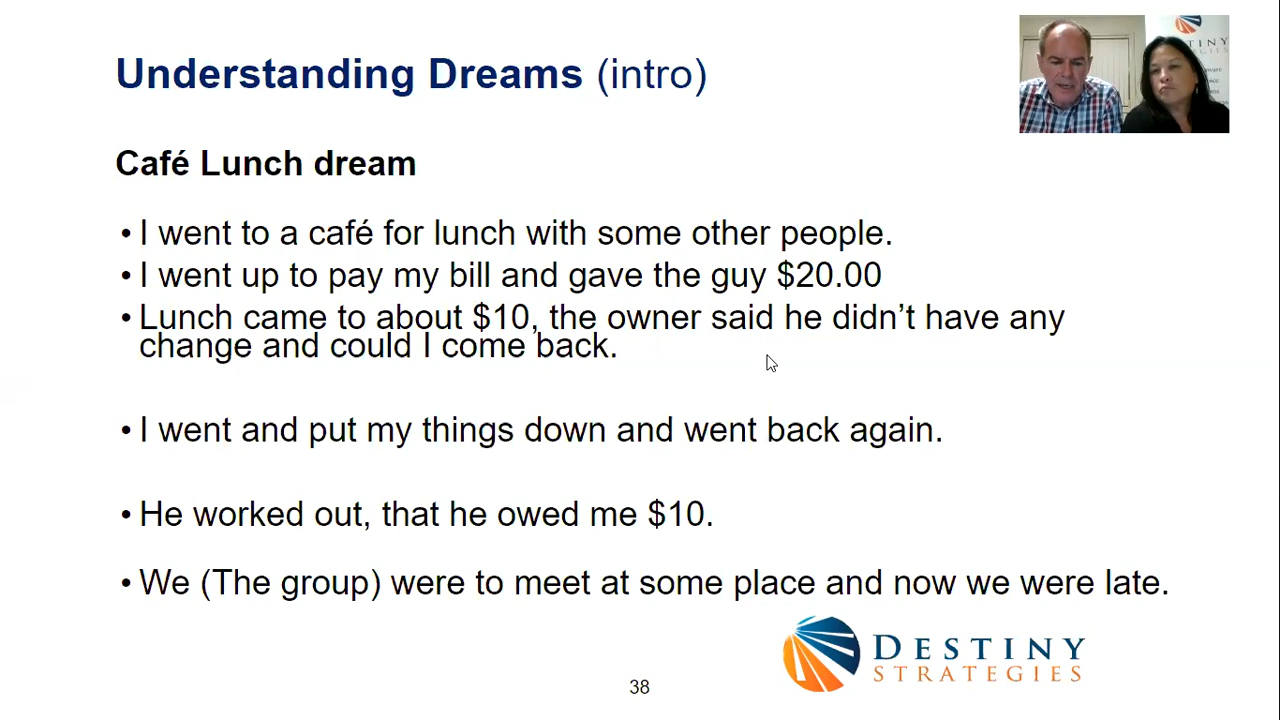 Understanding Dreams (intro)
Café Lunch dream
• I went to a café for lunch with some other people.
• I went up to pay my bill and gave the guy $20.00
• Lunch came to about $10, the owner said he didn’t have any
change and could I come back.
• I went and put my things down and went back again.
• He worked out, that he owed me $10.
• We (The group) were to meet at some place and now we were late.
DESTINY
STRATEGIES
38